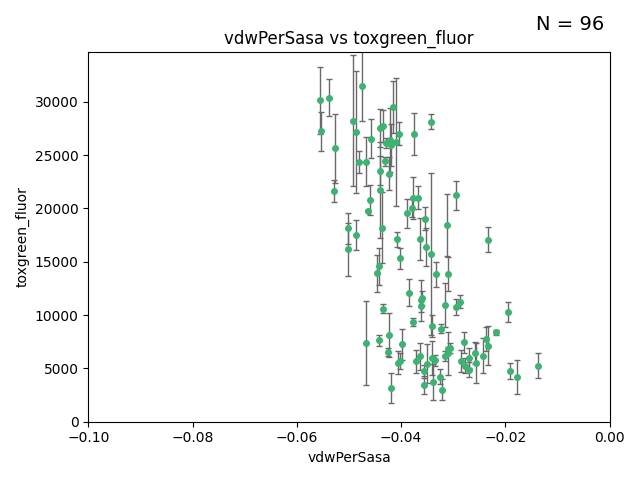 N = 96
vdwPerSasa vs toxgreen_fluor
toxgreen_fluor
30000
25000
20000
15000
10000
5000
0
−0.10 −0.08 −0.06 −0.04 −0.02 0.00
vdwPerSasa